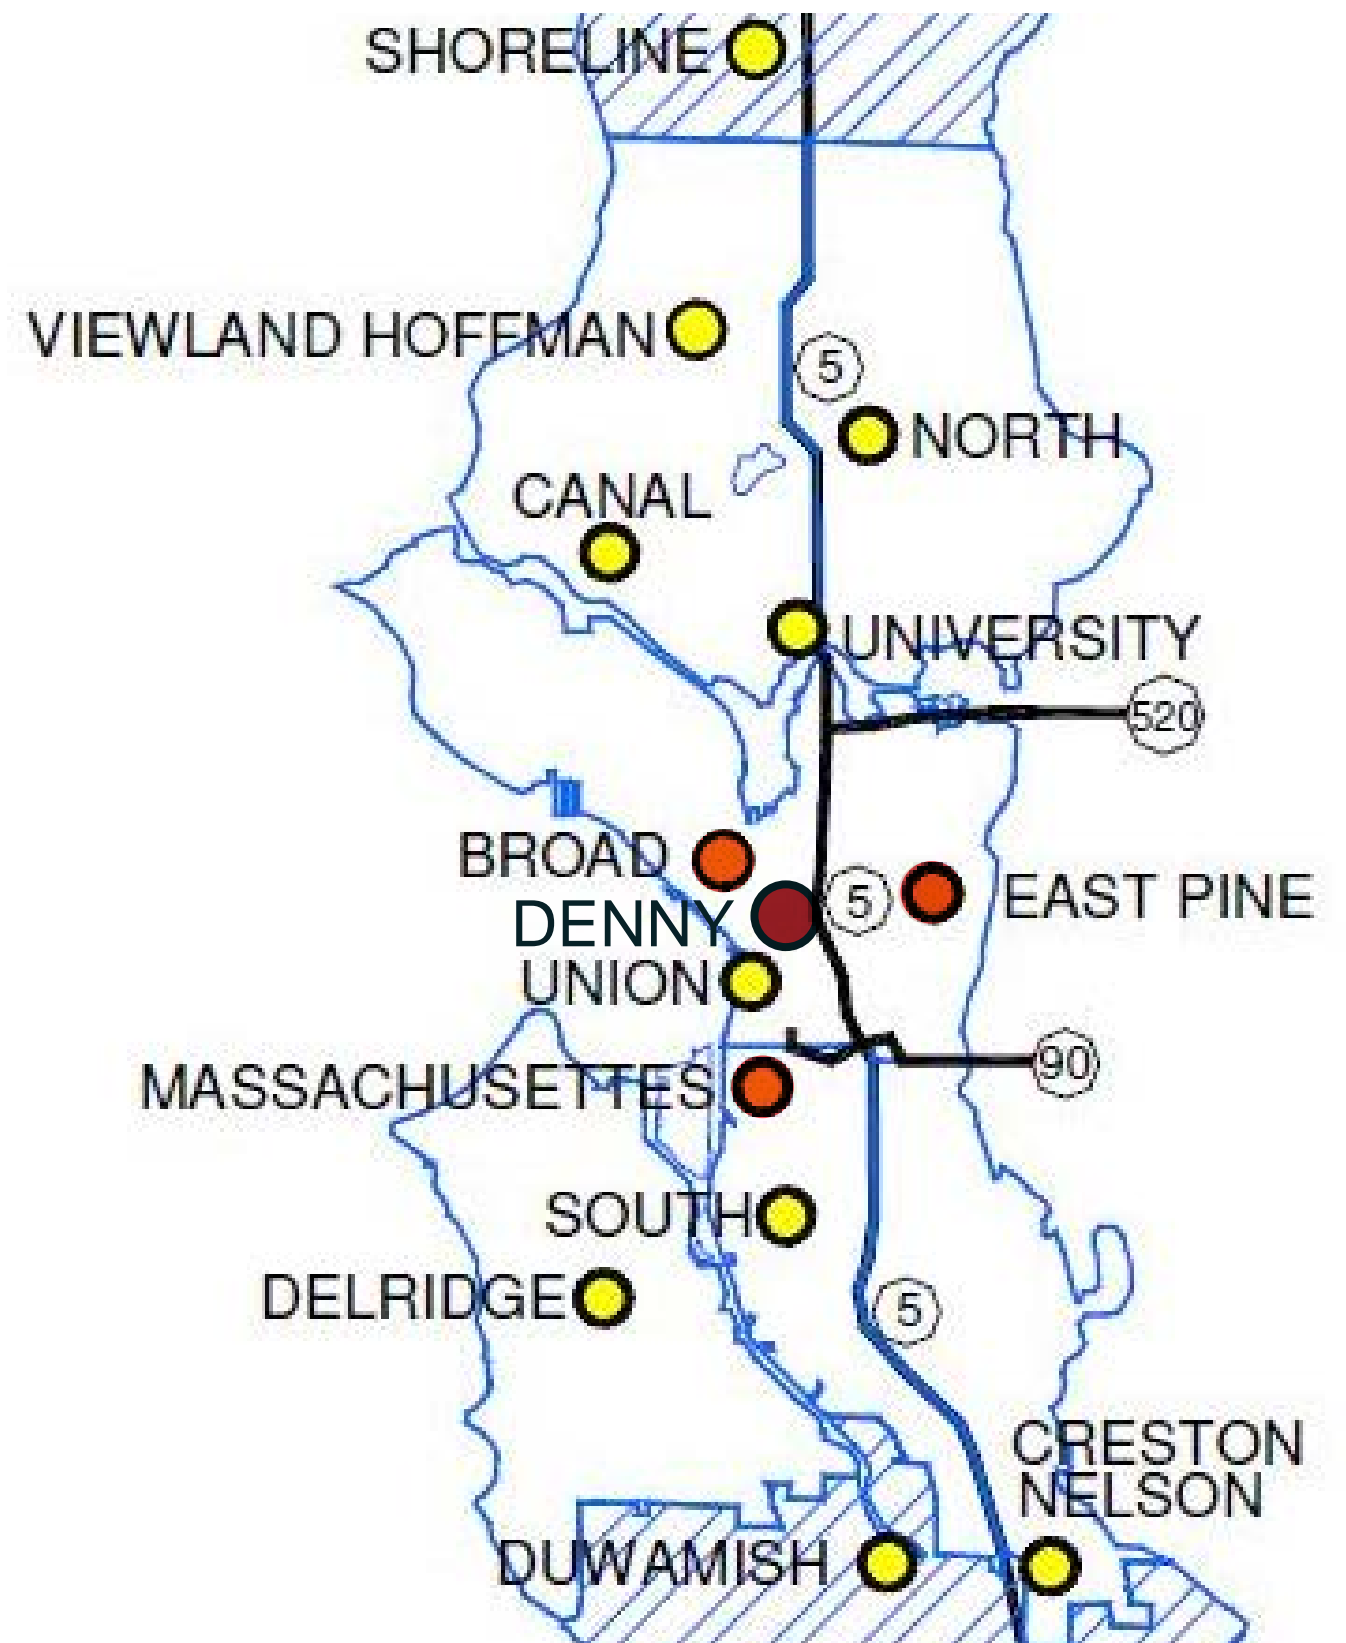 SHORELINE
VIEWLAND HOFFMAN
5
NORTH
CANAL
UNIVERSITY
520
BROAD
5
EAST PINE
DENNY
UNION
90
MASSACHUSETTES
SOUTH
DELRIDGE
5
CRESTON
NELSON
DUWAMISH